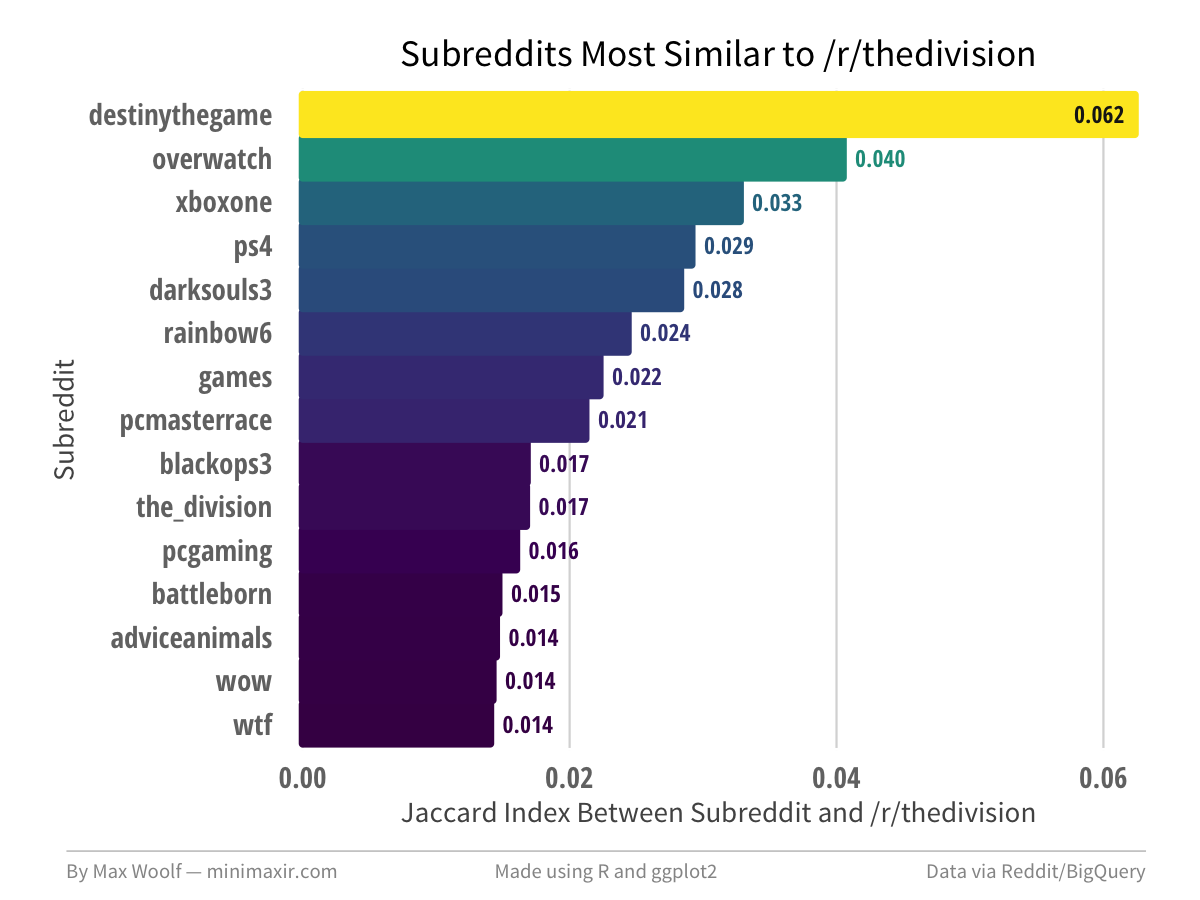 Subreddits Most Similar to /r/thedivision
destinythegame 0.062
overwatch 0.040
xboxone 0.033
ps4 0.029
darksouls3 0.028
rainbow6 0.024
games 0.022
pcmasterrace 0.021
blackops3 0.017
the_division 0.017
pcgaming 0.016
battleborn 0.015
adviceanimals 0.014
wow 0.014
wtf 0.014
Subreddit
0.00 0.02 0.04 0.06
Jaccard Index Between Subreddit and /r/thedivision
By Max Woolf — minimaxir.com Made using R and ggplot2 Data via Reddit/BigQuery